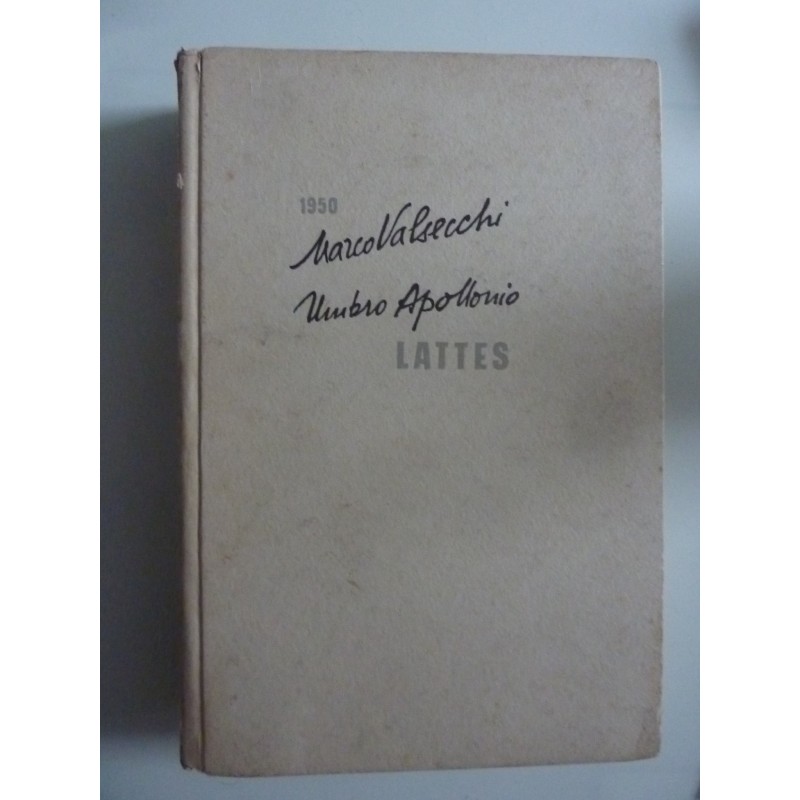 1950
Marco Valsecchi
Umbro Apollonio
LATTES